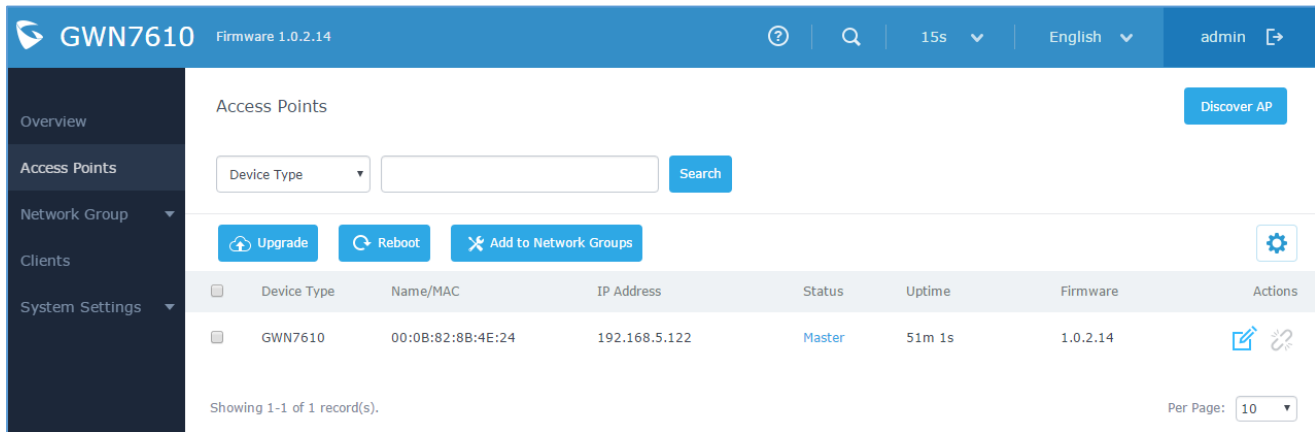 GWN7610 Firmware 1.0.2.14 15s English admin
Overview
Access Points
Network Group
Clients
System Settings
Access Points Discover AP
Device Type Search
Upgrade Reboot Add to Network Groups
Device Type Name/MAC IP Address Status Uptime Firmware Actions
GWN7610 00:0B:82:8B:4E:24 192.168.5.122 Master 51m 1s 1.0.2.14
Showing 1-1 of 1 record(s). Per Page: 10